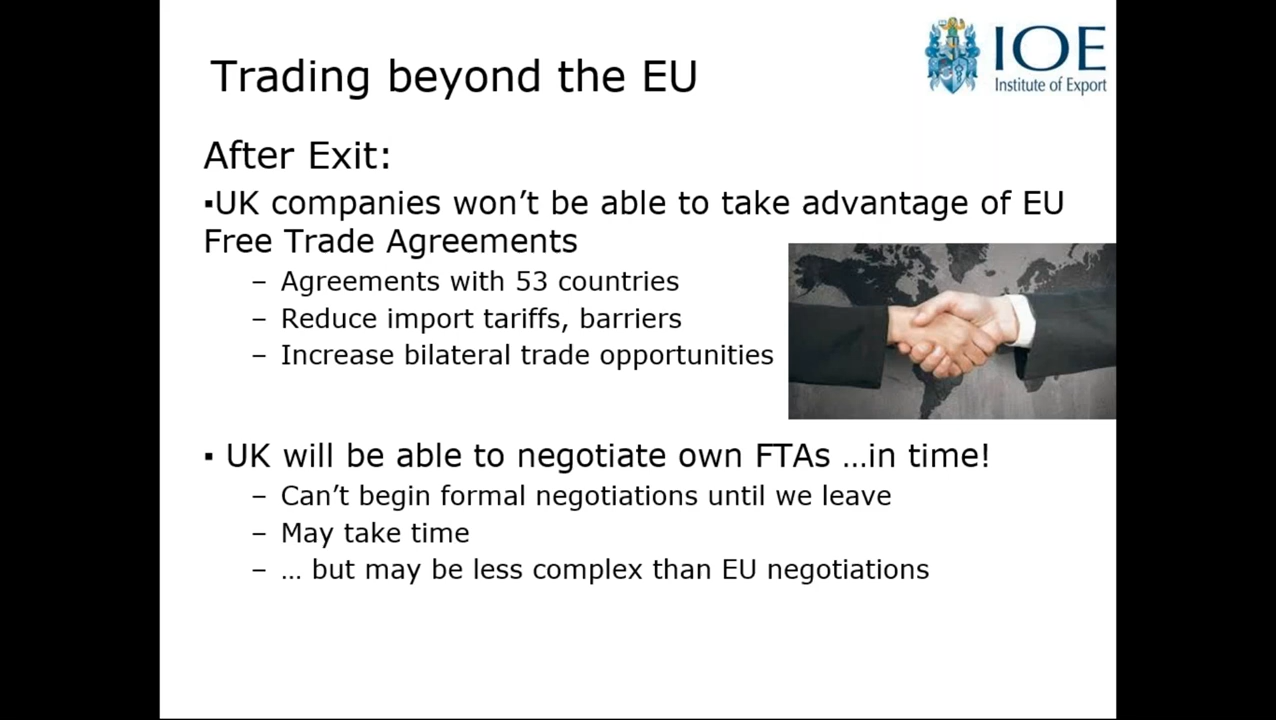 IOE
Institute of Export
Trading beyond the EU
After Exit:
▪UK companies won’t be able to take advantage of EU
Free Trade Agreements
– Agreements with 53 countries
– Reduce import tariffs, barriers
– Increase bilateral trade opportunities
▪ UK will be able to negotiate own FTAs …in time!
– Can’t begin formal negotiations until we leave
– May take time
– … but may be less complex than EU negotiations